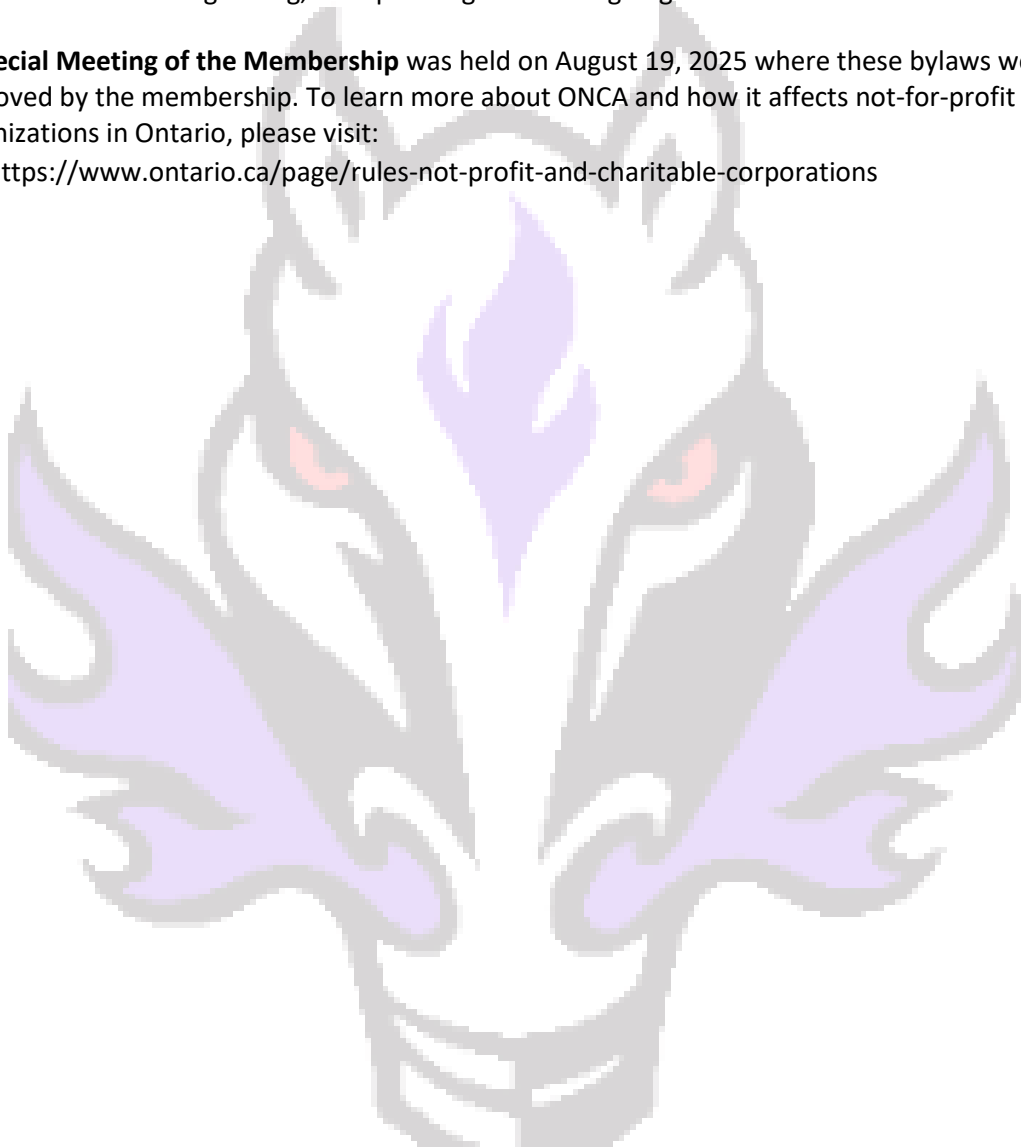 ecial Meeting of the Membership was held on August 19, 2025 where these bylaws w
oved by the membership. To learn more about ONCA and how it affects not-for-profit
nizations in Ontario, please visit:
ttps://www.ontario.ca/page/rules-not-profit-and-charitable-corporations